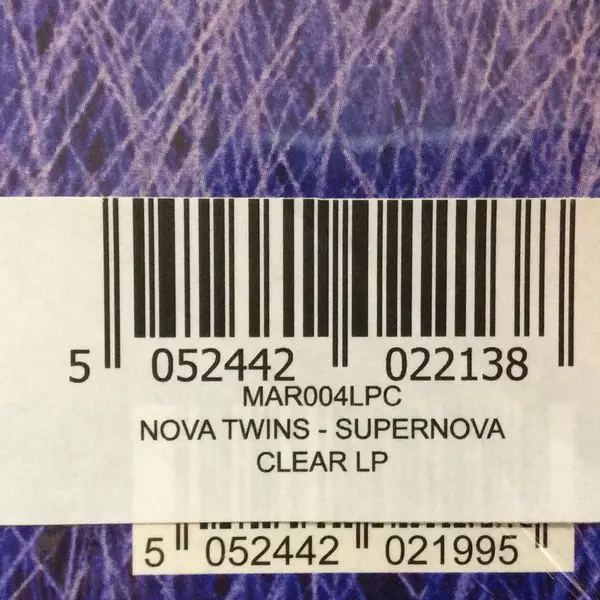 5 052442 022138
MAR004LPC
NOVA TWINS - SUPERNOVA
CLEAR LP
5 052442 021995